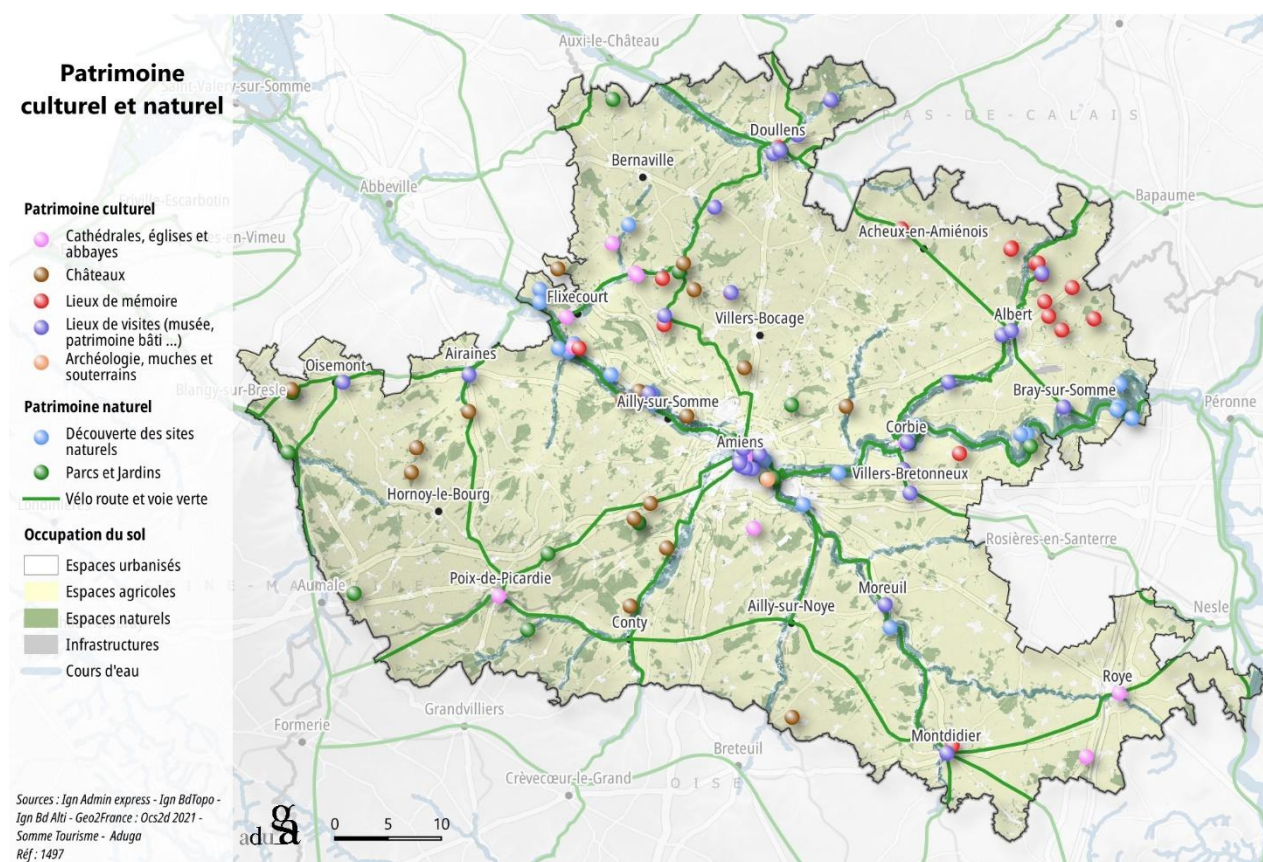 Patrimoine
culturel et naturel
Patrimoine culturel
Cathédrales, églises et
abbayes
Châteaux
Lieux de mémoire
Lieux de visites (musée,
patrimoine bâti ...)
Archéologie, muches et
souterrains
Patrimoine naturel
Découverte des sites
naturels
Parcs et Jardins
Vélo route et voie verte
Occupation du sol
Espaces urbanisés
Espaces agricoles
Espaces naturels
Infrastructures
Cours d'eau
Sources : Ign Admin express - Ign BdTopo -
Ign Bd Alti - Geo2France : Ocs2d 2021 -
Somme Tourisme - Aduga
Réf : 1497
aduga
0 5 10
Auxi-le-Château
Saint-Valery-sur-Somme
PAS-DE-CALAIS
Doullens
Bernaville
Abbeville
Bapaume
Friville-Escarbotin
Acheux-en-Amiénois
Flixecourt
Villers-Bocage
Albert
Oisemont
Airaines
Blangy-sur-Bresle
Bray-sur-Somme
Péronne
Ailly-sur-Somme
Amiens
Corbie
Villers-Bretonneux
Hornoy-le-Bourg
Londinières
Rosières-en-Santerre
Aumale
Poix-de-Picardie
Conty
Ailly-sur-Noye
Moreuil
Nesle
Roye
Formerie
Grandvilliers
Breteuil
Montdidier
Crèvecœur-le-Grand
OISE